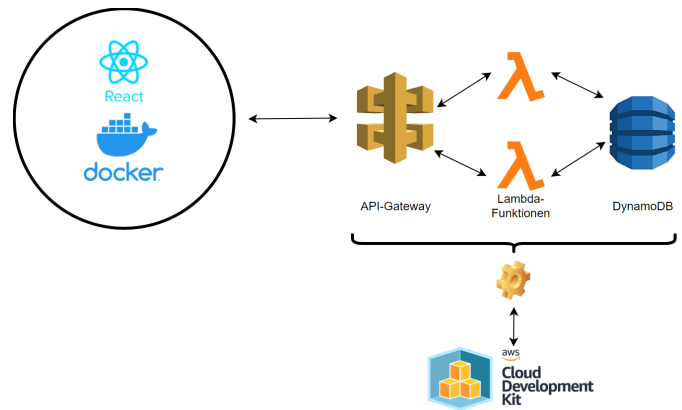 React
docker
API-Gateway
Lambda-
Funktionen
DynamoDB
aws
Cloud
Development
Kit